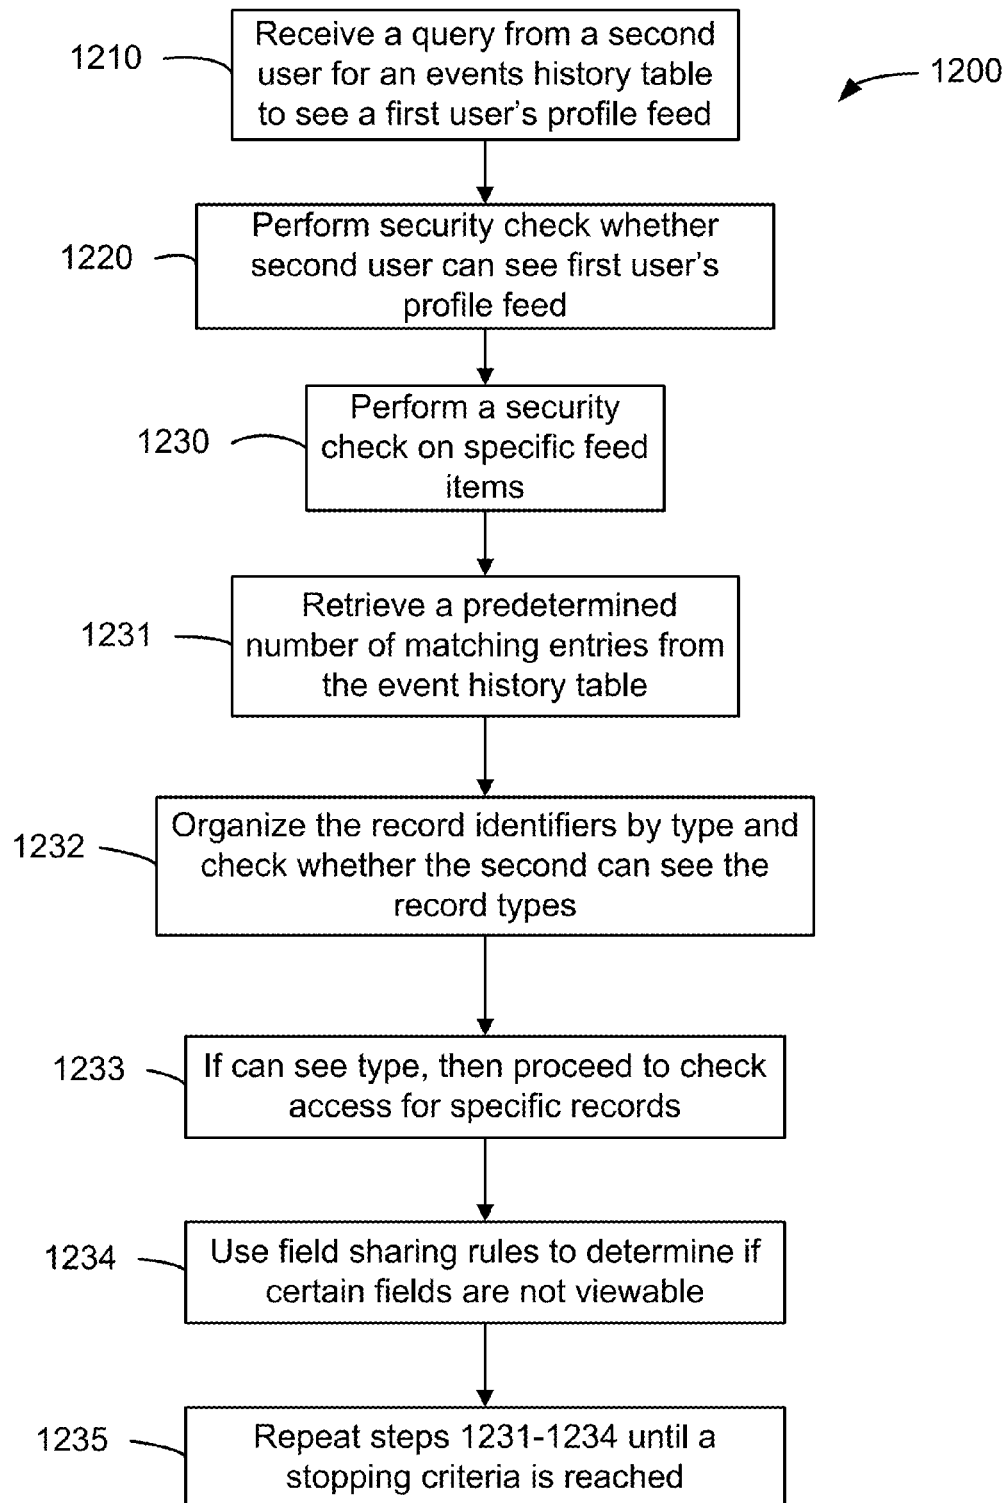 1210
Receive a query from a second
user for an events history table
to see a first user's profile feed
1200
1220
Perform security check whether
second user can see first user's
profile feed
1230
Perform a security
check on specific feed
items
1231
Retrieve a predetermined
number of matching entries from
the event history table
1232
Organize the record identifiers by type and
check whether the second can see the
record types
1233
If can see type, then proceed to check
access for specific records
1234
Use field sharing rules to determine if
certain fields are not viewable
1235
Repeat steps 1231-1234 until a
stopping criteria is reached